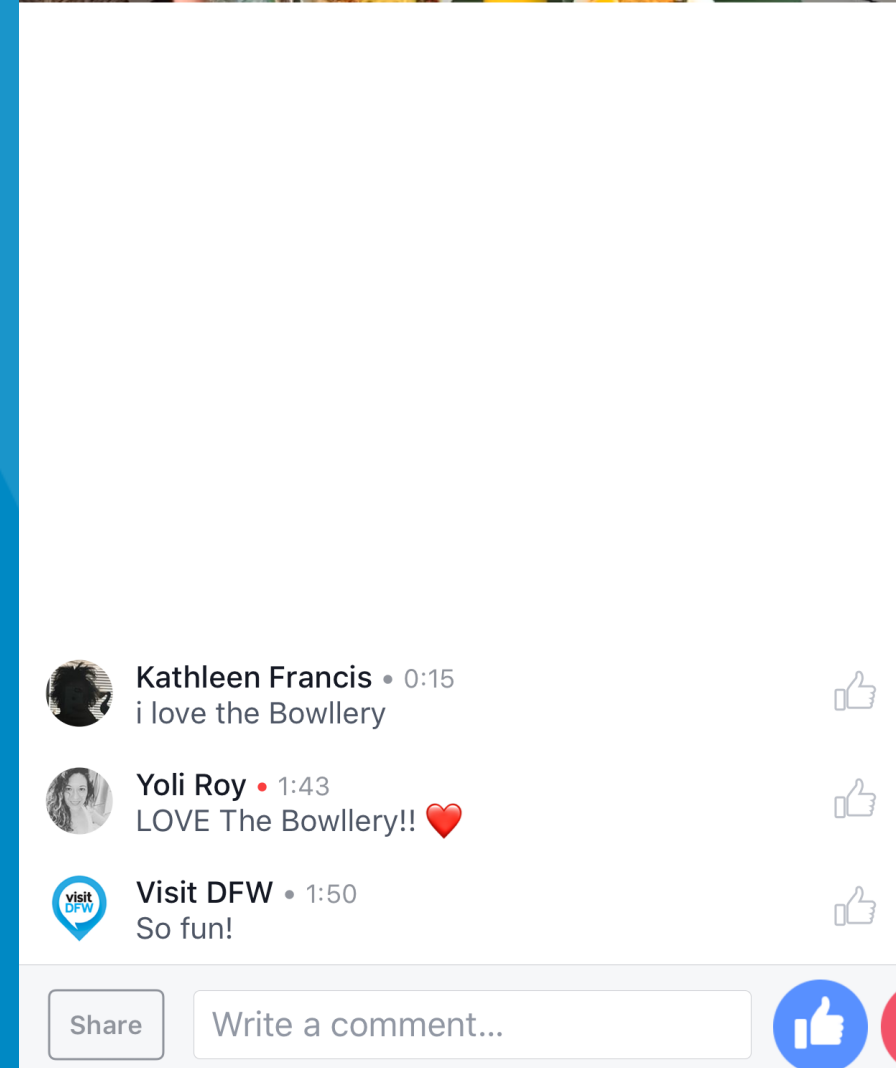 Kathleen Francis • 0:15
i love the Bowllery
Yoli Roy • 1:43
LOVE The Bowllery!! ❤️
visit
DFW
Visit DFW • 1:50
So fun!
Share
Write a comment...